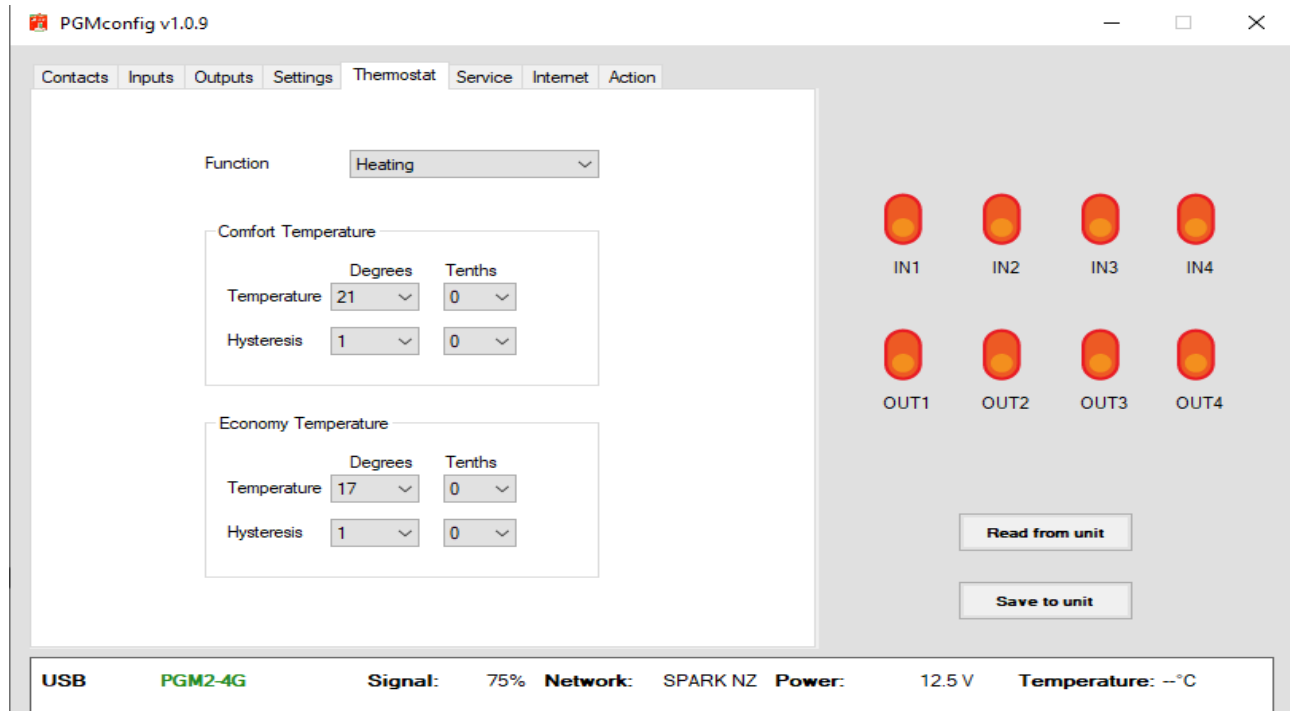 PGMconfig v1.0.9
Contacts Inputs Outputs Settings Thermostat Service Internet Action
Function Heating
Comfort Temperature
Degrees Tenths
Temperature 21 0
Hysteresis 1 0
Economy Temperature
Degrees Tenths
Temperature 17 0
Hysteresis 1 0
IN1 IN2 IN3 IN4
OUT1 OUT2 OUT3 OUT4
Read from unit
Save to unit
USB PGM2-4G Signal: 75% Network: SPARK NZ Power: 12.5 V Temperature: --°C